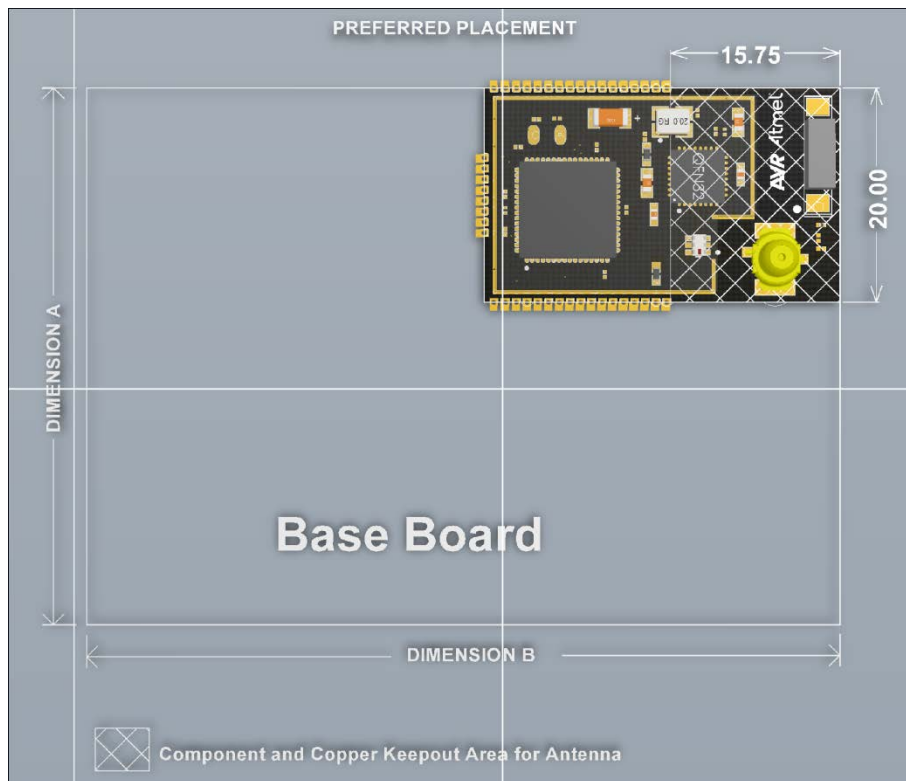 PREFERRED PLACEMENT
15.75
20.00
AVR Atmel
QFN32
DIMENSION A
Base Board
DIMENSION B
Component and Copper Keepout Area for Antenna